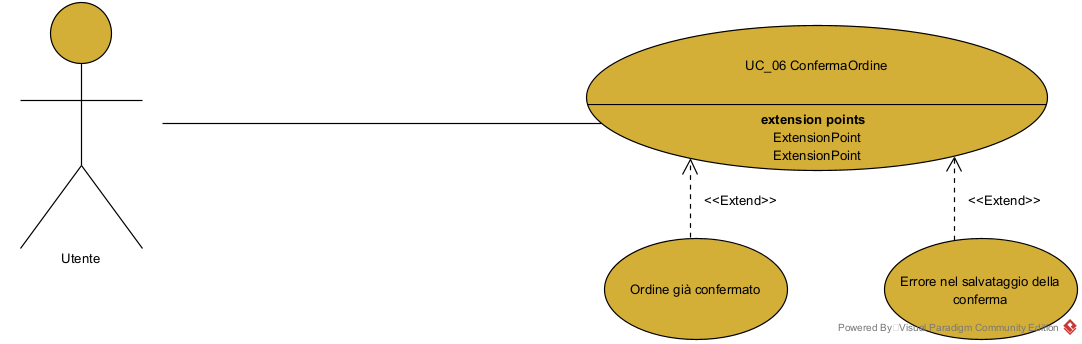 UC_06 ConfermaOrdine
extension points
ExtensionPoint
ExtensionPoint
<<Extend>>
<<Extend>>
Utente
Ordine già confermato
Errore nel salvataggio della
conferma
Powered By Visual Paradigm Community Edition